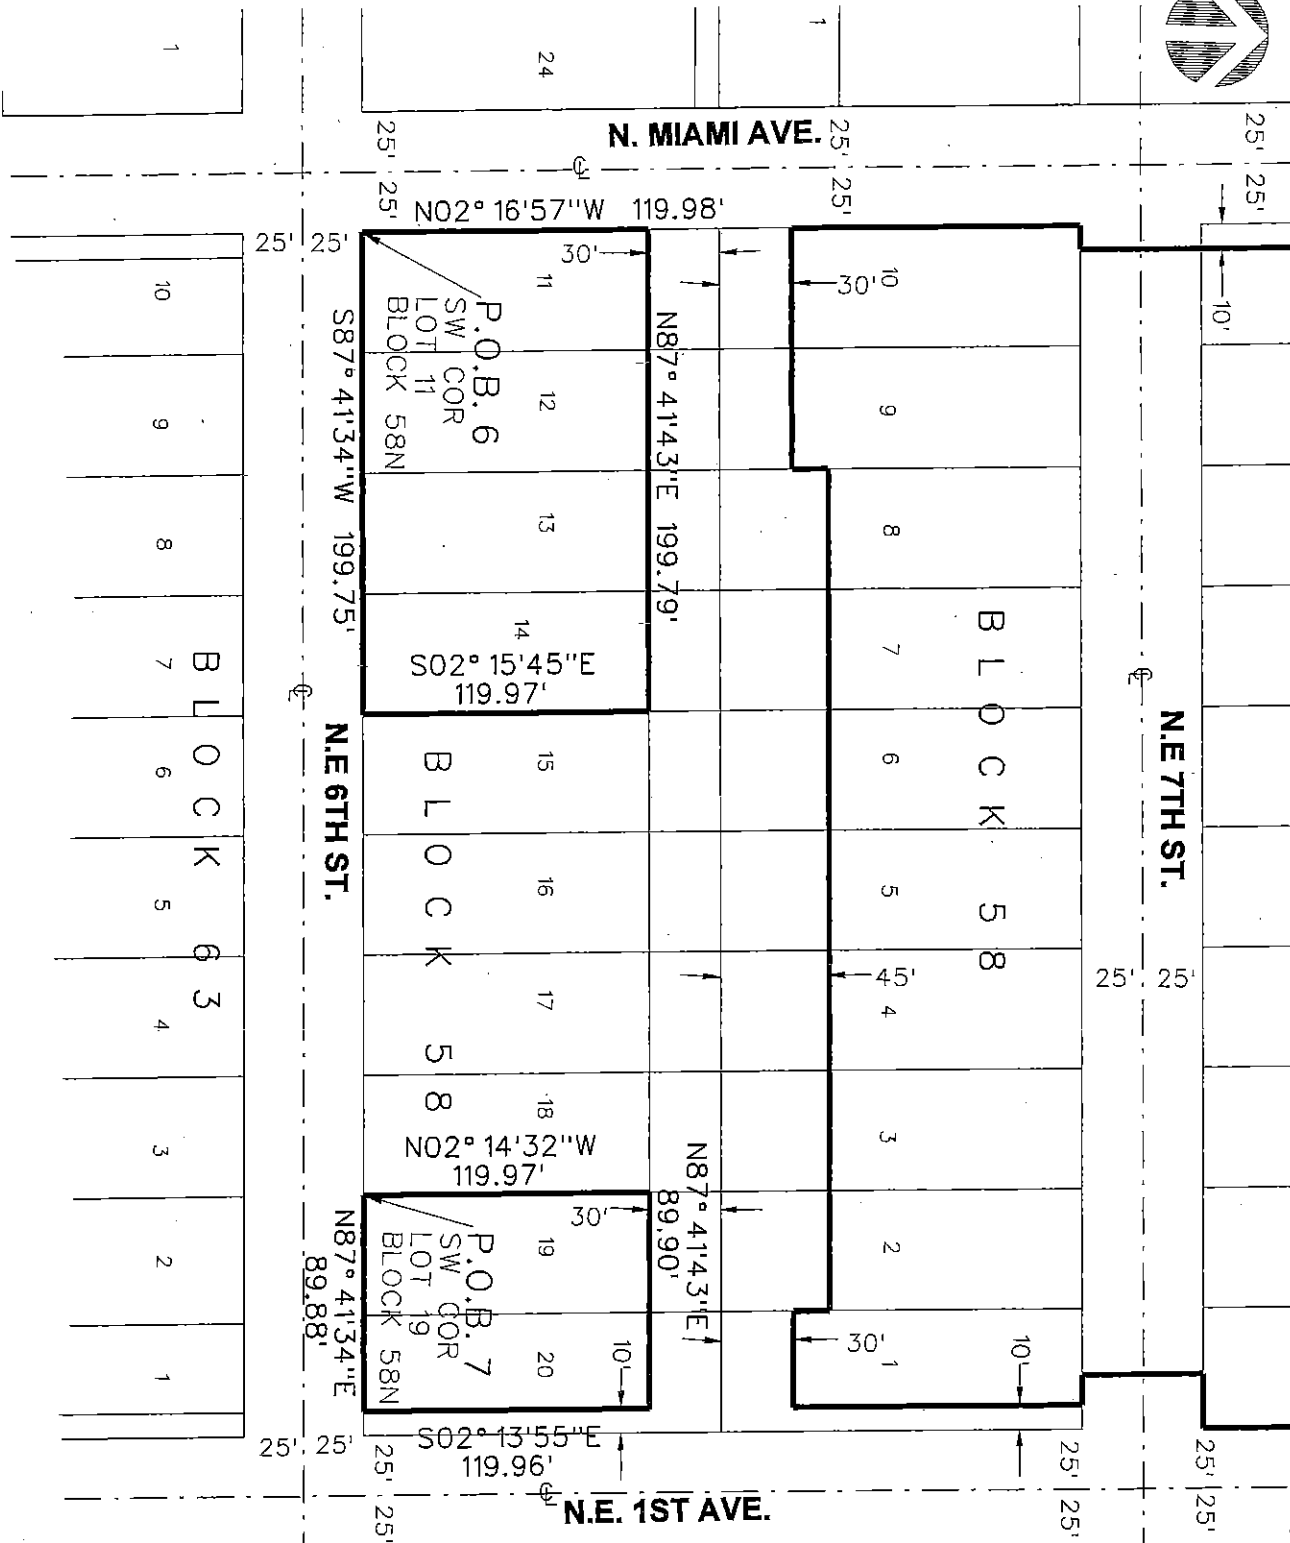 1
24
1
25'
25'
25'
N. MIAMI AVE.
℄
25'
25'
25'
N02° 16'57"W 119.98'
25' 25'
30'
30'
10'
10
9
8
7
6
5
4
3
2
1
BLOCK 63
11
12
13
14
15
16
17
18
19
20
P.O.B. 6
SW COR
LOT 11
BLOCK 58N
S87° 41'34"W 199.75'
N87° 41'43"E 199.79'
S02° 15'45"E
119.97'
℄
N.E 6TH ST.
BLOCK 58
10
9
8
7
6
5
4
3
2
1
BLOCK 58
℄
N.E 7TH ST.
45'
25' 25'
N02° 14'32"W
119.97'
30'
N87° 41'43"E
89.90'
P.O.B. 7
SW COR
LOT 19
BLOCK 58N
N87° 41'34"E
89.88'
10'
30'
10'
25' 25'
S02° 13'55"E
119.96'
25'
25'
25'
℄
N.E. 1ST AVE.
25'
25'
25'